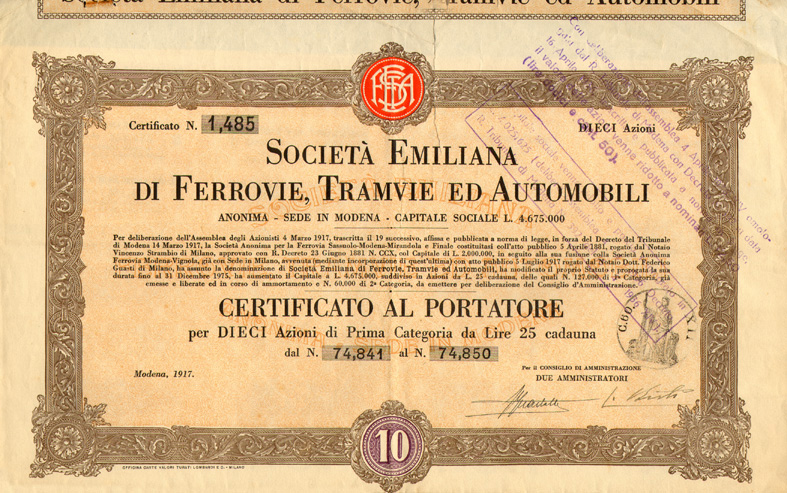 Società Emiliana di Ferrovie, Tramvie ed Automobili
Certificato N. 1,485
DIECI Azioni
SOCIETÀ EMILIANA
DI FERROVIE, TRAMVIE ED AUTOMOBILI
ANONIMA - SEDE IN MODENA - CAPITALE SOCIALE L. 4.675.000
Per deliberazione dell'Assemblea degli Azionisti 4 Marzo 1917, trascritta il 19 successivo, affissa e pubblicata a norma di legge, in forza del Decreto del Tribunale
di Modena 14 Marzo 1917, la Società Anonima per la Ferrovia Sassuolo-Modena-Mirandola e Finale costituitasi coll'atto pubblico 5 Aprile 1881, rogato dal Notaio
Vincenzo Strambio di Milano, approvato con R. Decreto 23 Giugno 1881 N. CCX, col Capitale di L. 2.000.000, in seguito alla sua fusione colla Società Anonima
Ferrovia Modena-Vignola, già con Sede in Milano, avvenuta (mediante incorporazione di quest'ultima) con atto pubblico 3 Luglio 1917 rogato dal Notaio Dott. Federico
Guasti di Milano, ha assunto la denominazione di Società Emiliana di Ferrovie, Tramvie ed Automobili, ha modificato il proprio Statuto e prorogata la sua
durata fino al 31 Dicembre 1975, ha aumentato il Capitale a L. 4.675.000, suddiviso in Azioni da L. 25 cadauna, delle quali N. 127.000 di 1ª Categoria, già
emesse e liberate ed in corso di ammortamento e N. 60.000 di 2ª Categoria, da emettere per deliberazione del Consiglio d'Amministrazione.
CERTIFICATO AL PORTATORE
per DIECI Azioni di Prima Categoria da Lire 25 cadauna
dal N. 74,841 al N. 74,850
Modena, 1917.
Per il CONSIGLIO DI AMMINISTRAZIONE
DUE AMMINISTRATORI
10
OFFICINA CARTE VALORI TURATI LOMBARDI E C. - MILANO